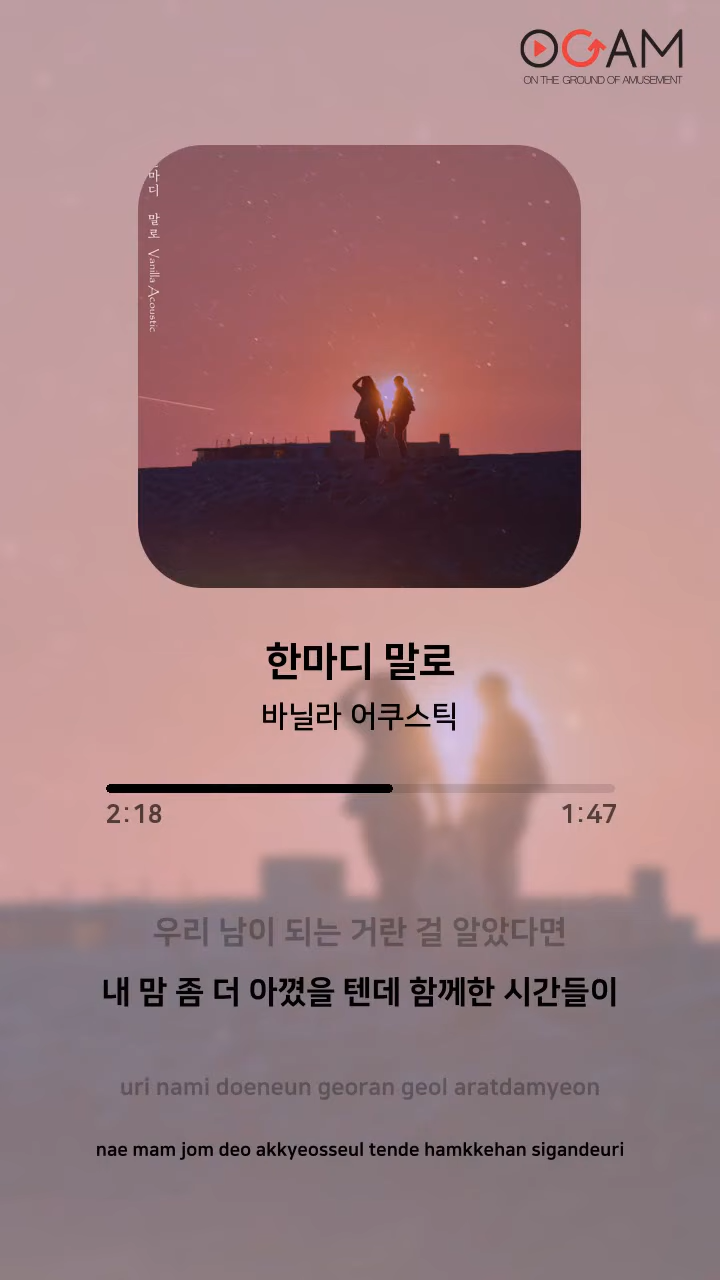 OGAM
ON THE GROUND OF AMUSEMENT
마디 말로 Vanilla Acoustic
한마디 말로
바닐라 어쿠스틱
2:18
1:47
우리 남이 되는 거란 걸 알았다면
내 맘 좀 더 아꼈을 텐데 함께한 시간들이
uri nami doeneun georan geol aratdamyeon
nae mam jom deo akkyeosseul tende hamkkehan sigandeuri